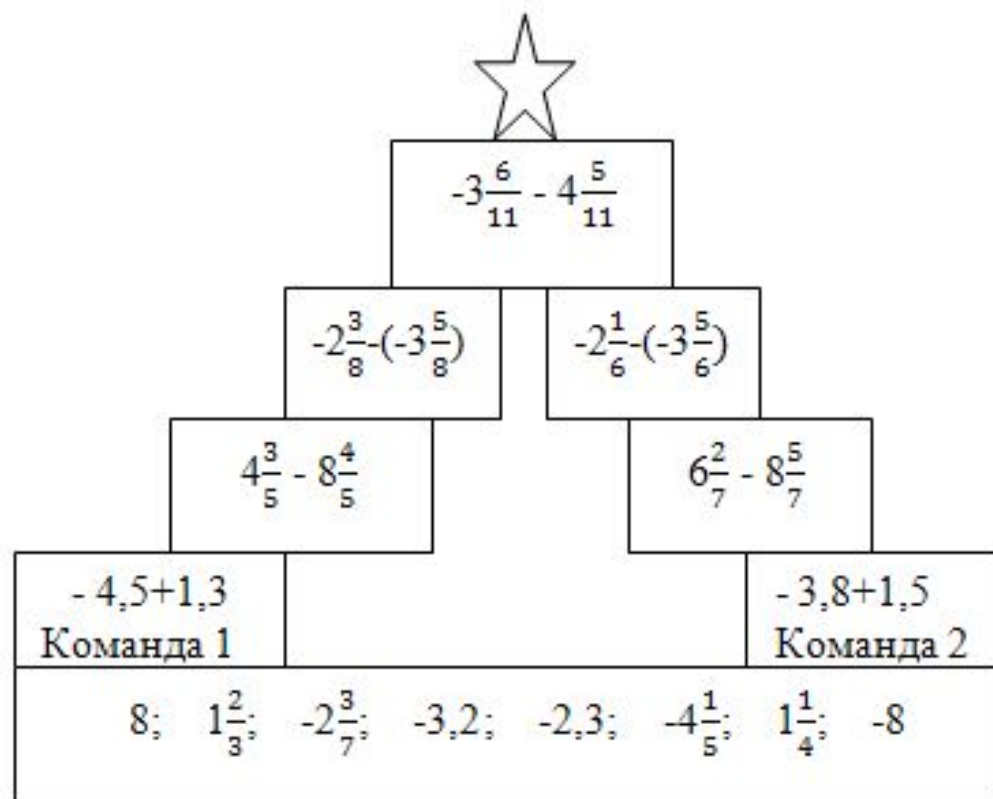 -3 6/11 - 4 5/11
-2 3/8-(-3 5/8)
-2 1/6-(-3 5/6)
4 3/5 - 8 4/5
6 2/7 - 8 5/7
- 4,5+1,3
Команда 1
- 3,8+1,5
Команда 2
8; 1 2/3; -2 3/7; -3,2; -2,3; -4 1/5; 1 1/4; -8